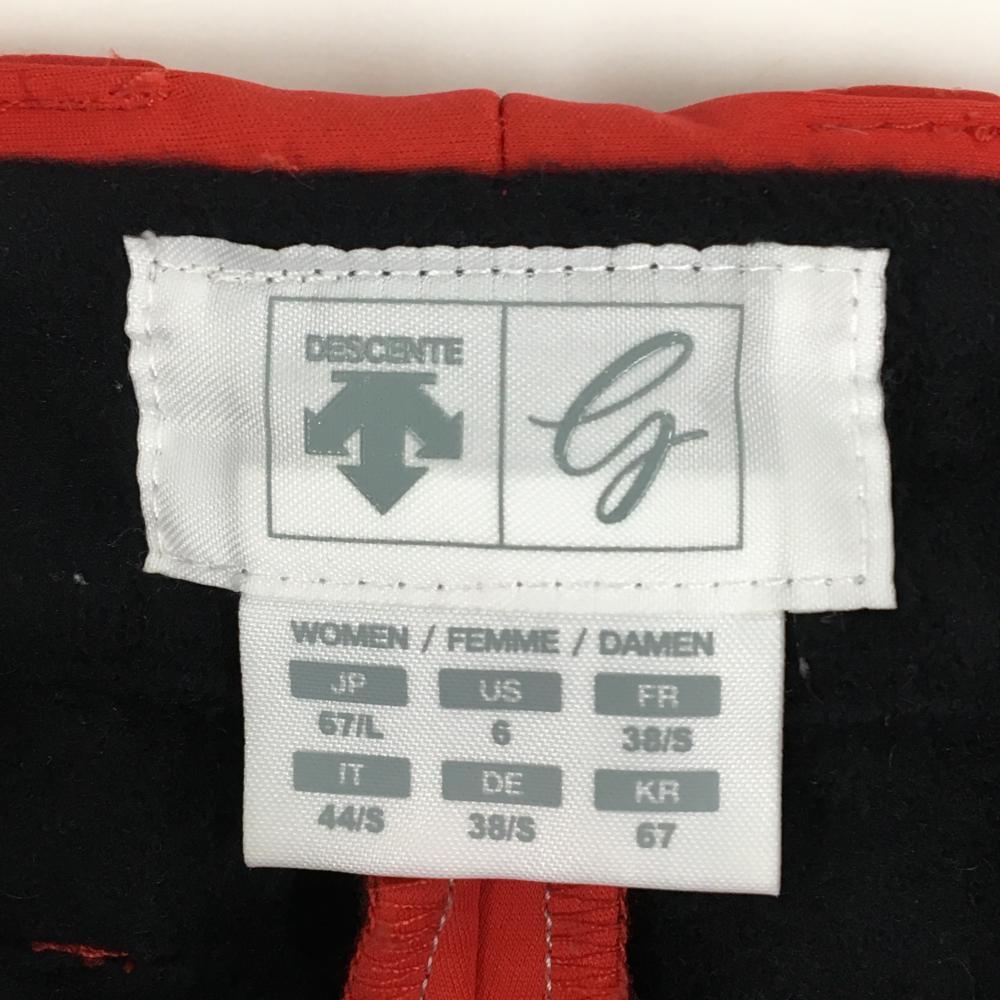 DESCENTE
G
WOMEN / FEMME / DAMEN
JP US FR
67/L 6 38/S
IT DE KR
44/S 38/S 67